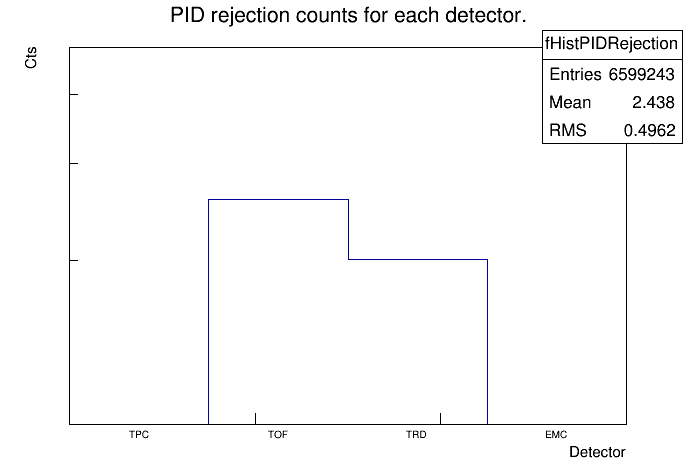 PID rejection counts for each detector.
fHistPIDRejection
Entries 6599243
Mean 2.438
RMS 0.4962
Cts
TPC TOF TRD EMC
Detector